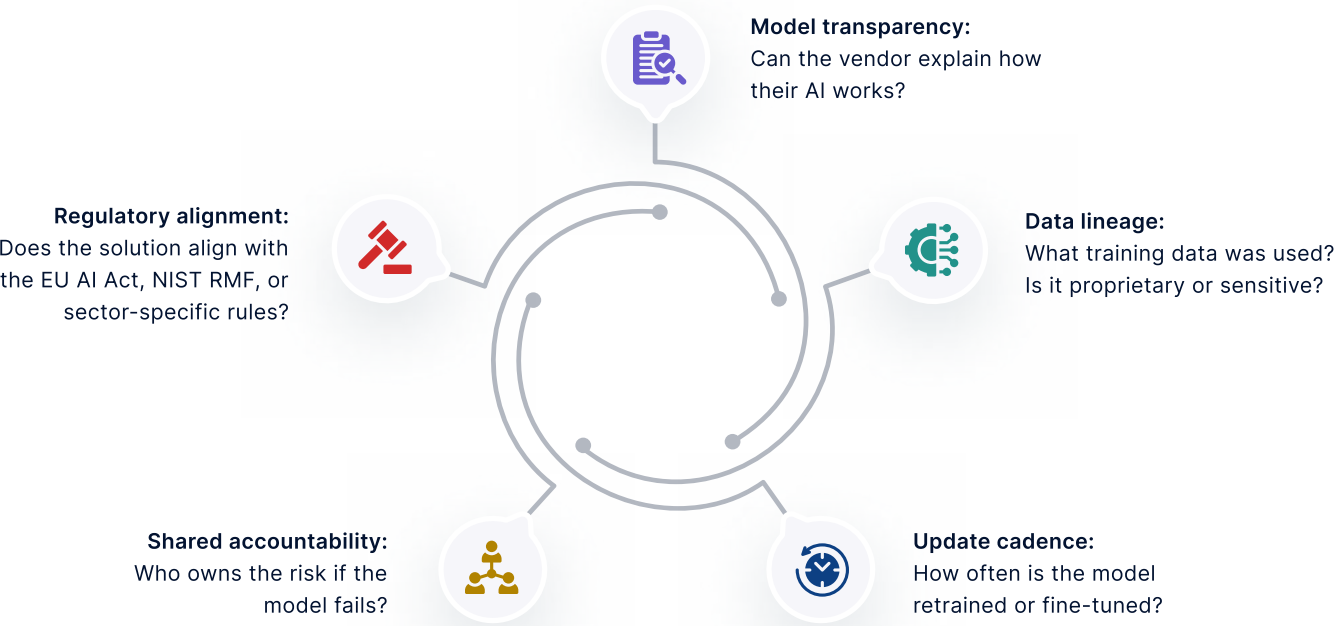 Model transparency:
Can the vendor explain how
their AI works?
Data lineage:
What training data was used?
Is it proprietary or sensitive?
Update cadence:
How often is the model
retrained or fine-tuned?
Shared accountability:
Who owns the risk if the
model fails?
Regulatory alignment:
Does the solution align with
the EU AI Act, NIST RMF, or
sector-specific rules?